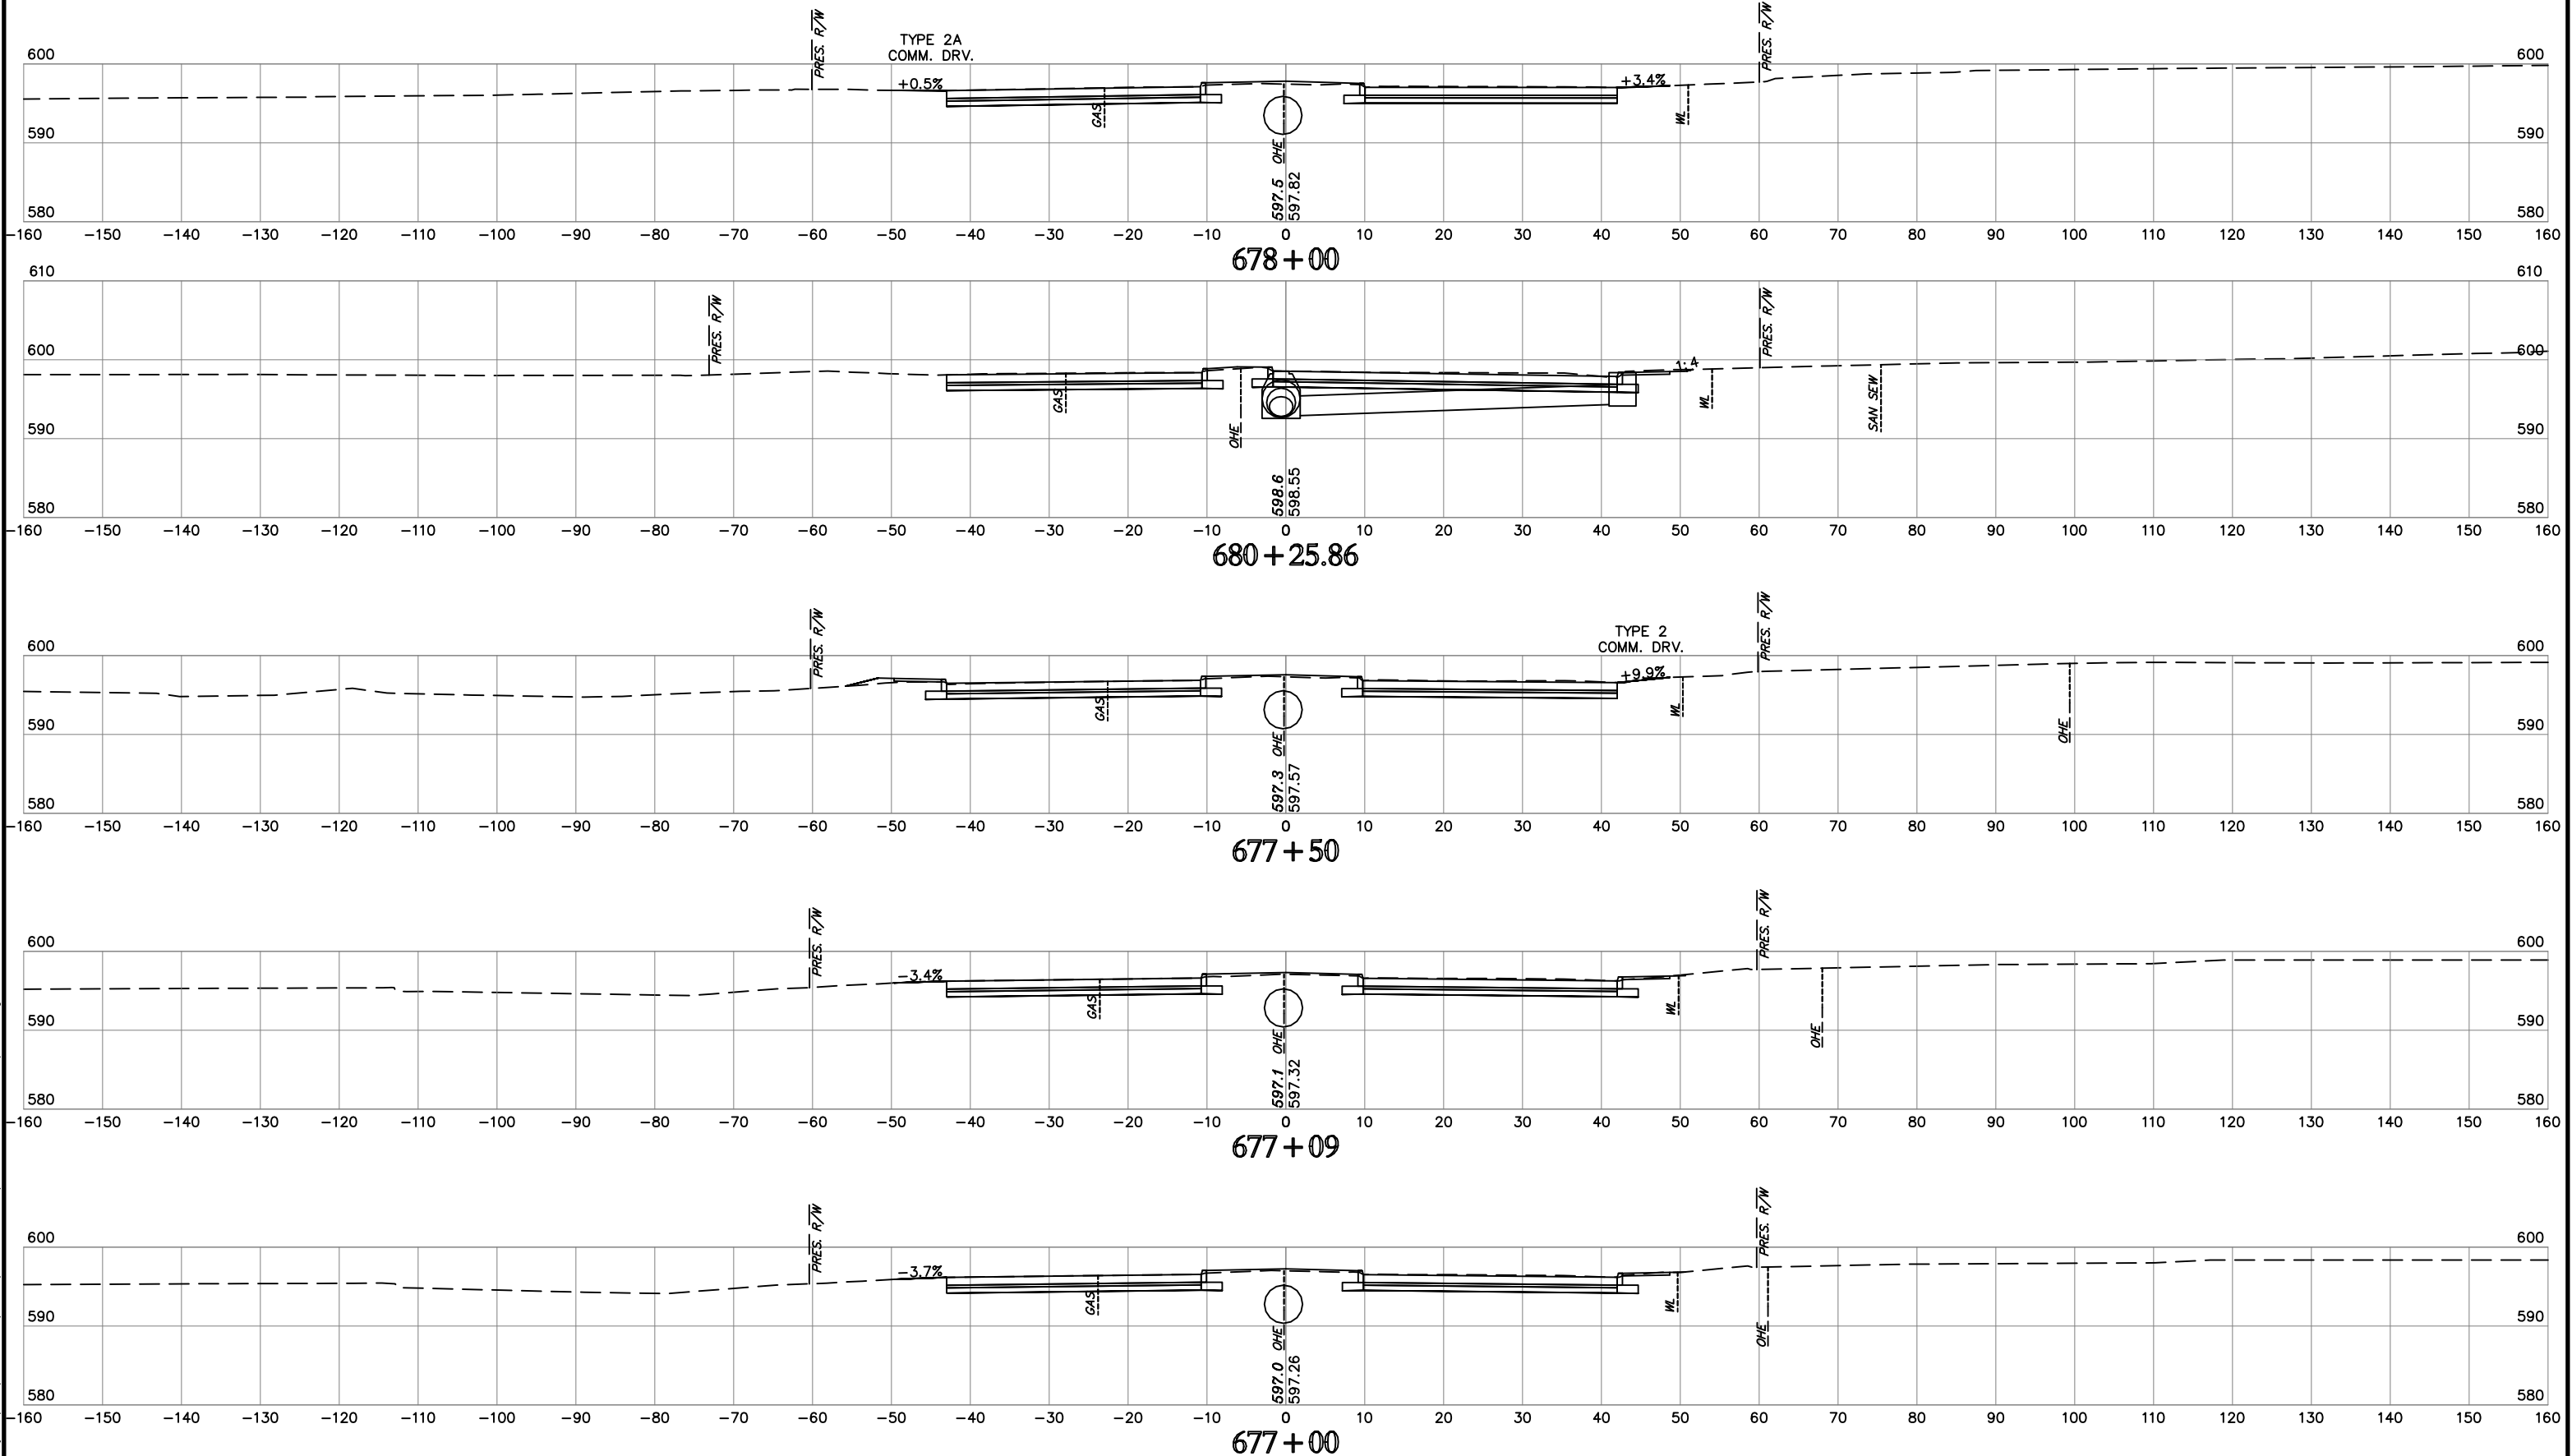 PRES. R/W PRES. R/W
TYPE 2A
COMM. DRV.
600 600
+0.5% +3.4%
GAS WL
590 590
OHE
597.5 597.82
580 580
-160 -150 -140 -130 -120 -110 -100 -90 -80 -70 -60 -50 -40 -30 -20 -10 0 10 20 30 40 50 60 70 80 90 100 110 120 130 140 150 160
678+00
610 610
PRES. R/W PRES. R/W
600 600
1:4
GAS WL SAN SEW
OHE
590 590
598.6 598.55
580 580
-160 -150 -140 -130 -120 -110 -100 -90 -80 -70 -60 -50 -40 -30 -20 -10 0 10 20 30 40 50 60 70 80 90 100 110 120 130 140 150 160
680+25.86
PRES. R/W PRES. R/W
TYPE 2
COMM. DRV.
600 600
+9.9%
GAS WL
OHE OHE
590 590
597.3 597.57
580 580
-160 -150 -140 -130 -120 -110 -100 -90 -80 -70 -60 -50 -40 -30 -20 -10 0 10 20 30 40 50 60 70 80 90 100 110 120 130 140 150 160
677+50
PRES. R/W PRES. R/W
600 600
-3.4%
GAS WL
OHE OHE
590 590
597.1 597.32
580 580
-160 -150 -140 -130 -120 -110 -100 -90 -80 -70 -60 -50 -40 -30 -20 -10 0 10 20 30 40 50 60 70 80 90 100 110 120 130 140 150 160
677+09
PRES. R/W PRES. R/W
600 600
-3.7%
GAS WL
OHE OHE
590 590
597.0 597.26
580 580
-160 -150 -140 -130 -120 -110 -100 -90 -80 -70 -60 -50 -40 -30 -20 -10 0 10 20 30 40 50 60 70 80 90 100 110 120 130 140 150 160
677+00